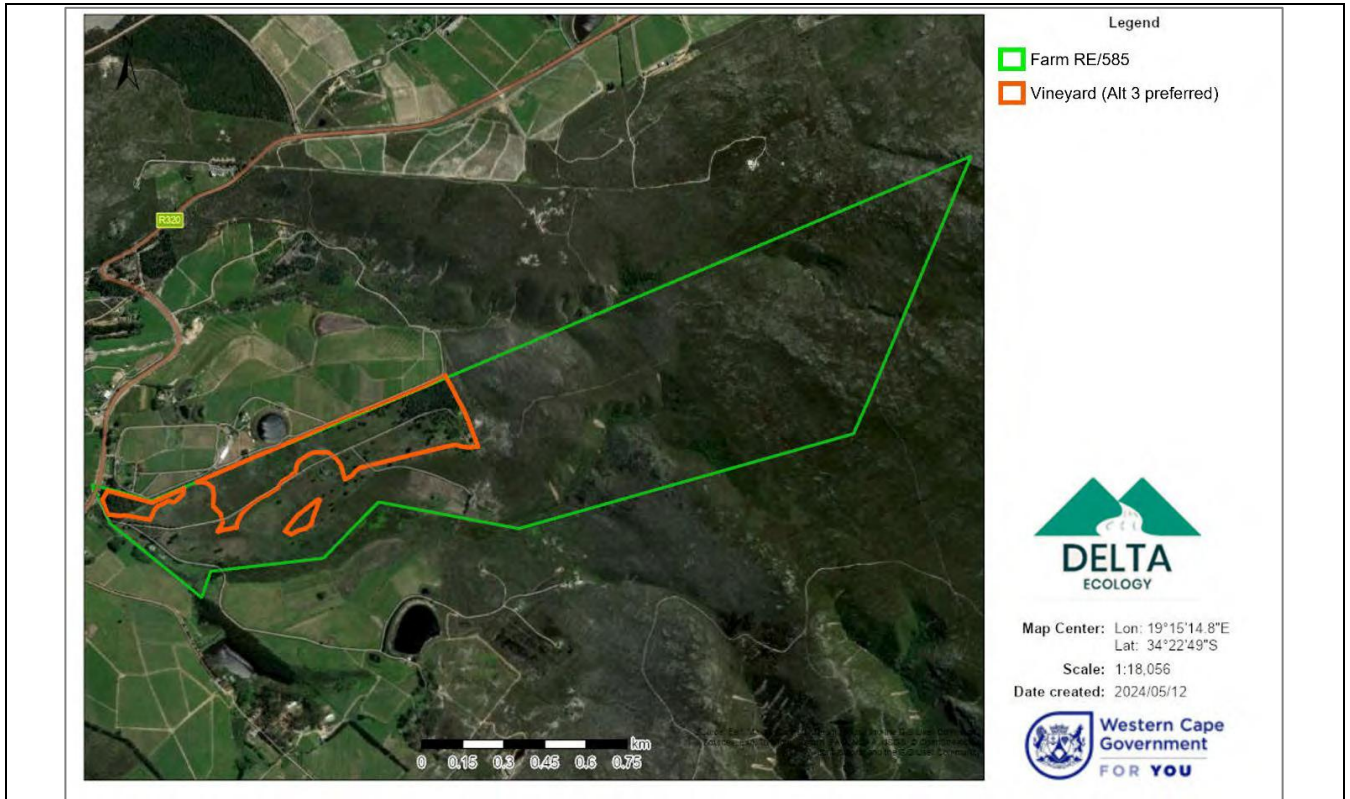 Legend
Farm RE/585
Vineyard (Alt 3 preferred)
R320
DELTA
ECOLOGY
Map Center: Lon: 19°15'14.8"E
Lat: 34°22'49"S
Scale: 1:18,056
Date created: 2024/05/12
Western Cape
Government
FOR YOU
km
0 0.15 0.3 0.45 0.6 0.75